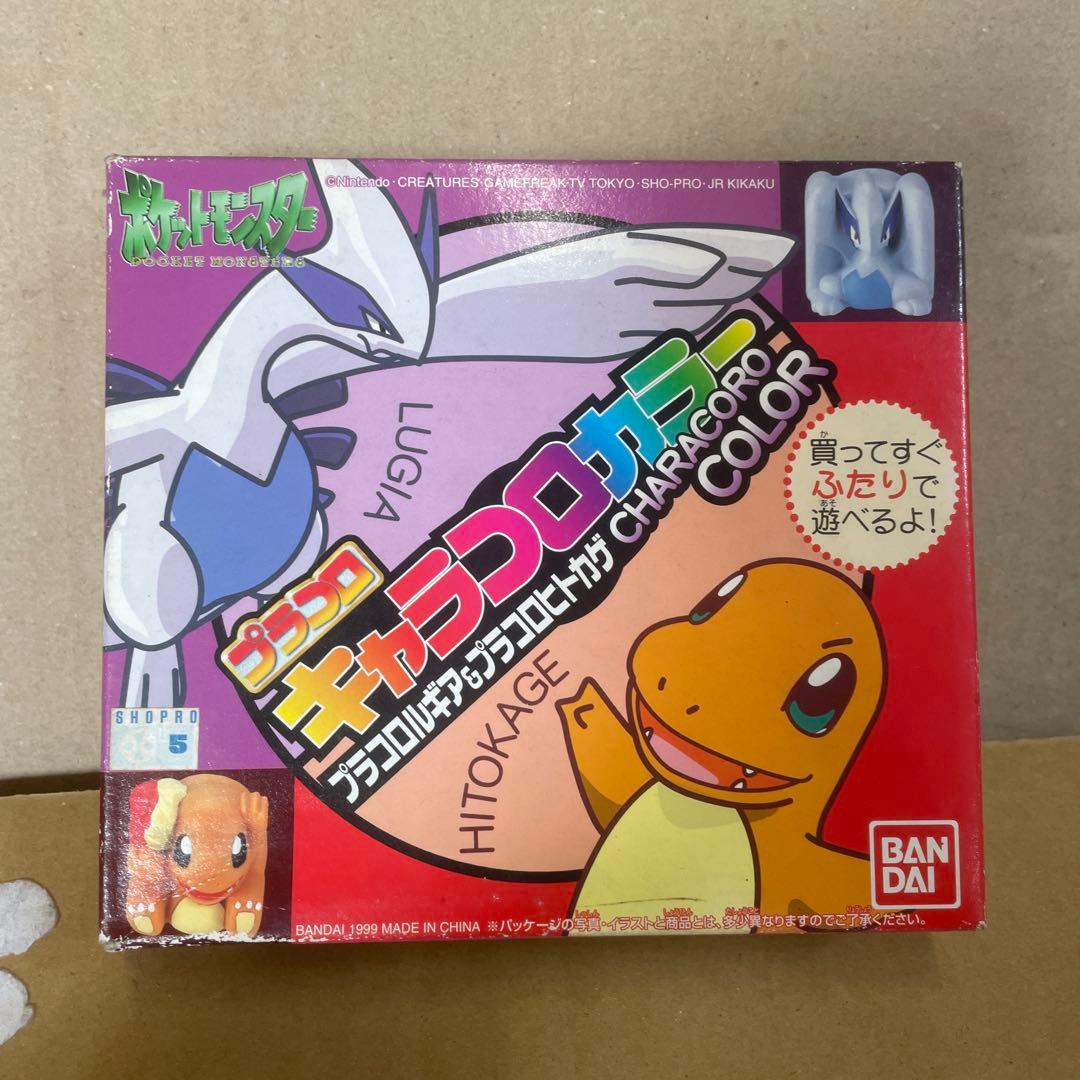 ポケットモンスター
POCKET MONSTERS
©Nintendo・CREATURES・GAMEFREAK・TV TOKYO・SHO-PRO・JR KIKAKU
LUGIA
プラコロ
キャラコロカラー
CHARACORO
COLOR
プラコロルギア&プラコロヒトカゲ
買ってすぐ
ふたりで
遊べるよ!
か
あそ
HITOKAGE
SHOPRO
5
BAN
DAI
BANDAI 1999 MADE IN CHINA ※パッケージの写真・イラストと商品とは、多少異なりますのでご了承ください。